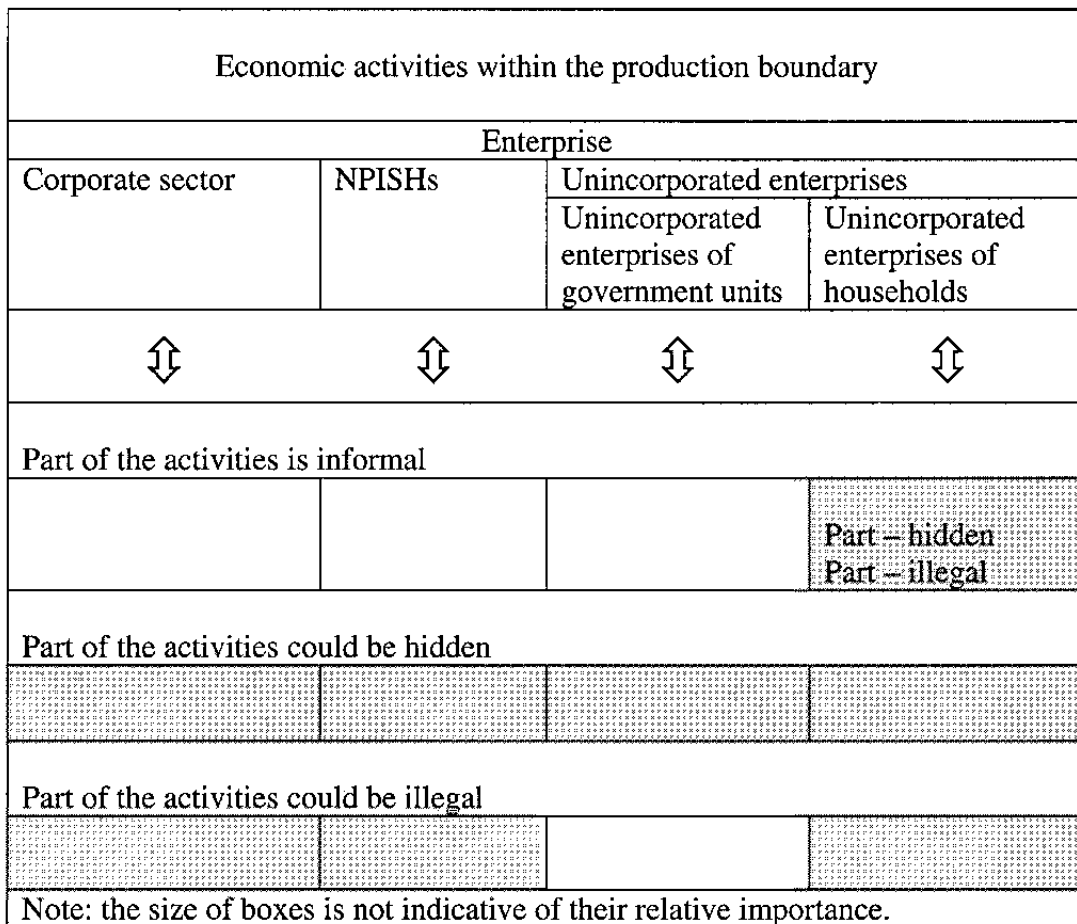 Economic activities within the production boundary
Enterprise
Corporate sector
NPISHs
Unincorporated enterprises
Unincorporated
enterprises of
government units
Unincorporated
enterprises of
households
Part of the activities is informal
Part – hidden
Part – illegal
Part of the activities could be hidden
Part of the activities could be illegal
Note: the size of boxes is not indicative of their relative importance.